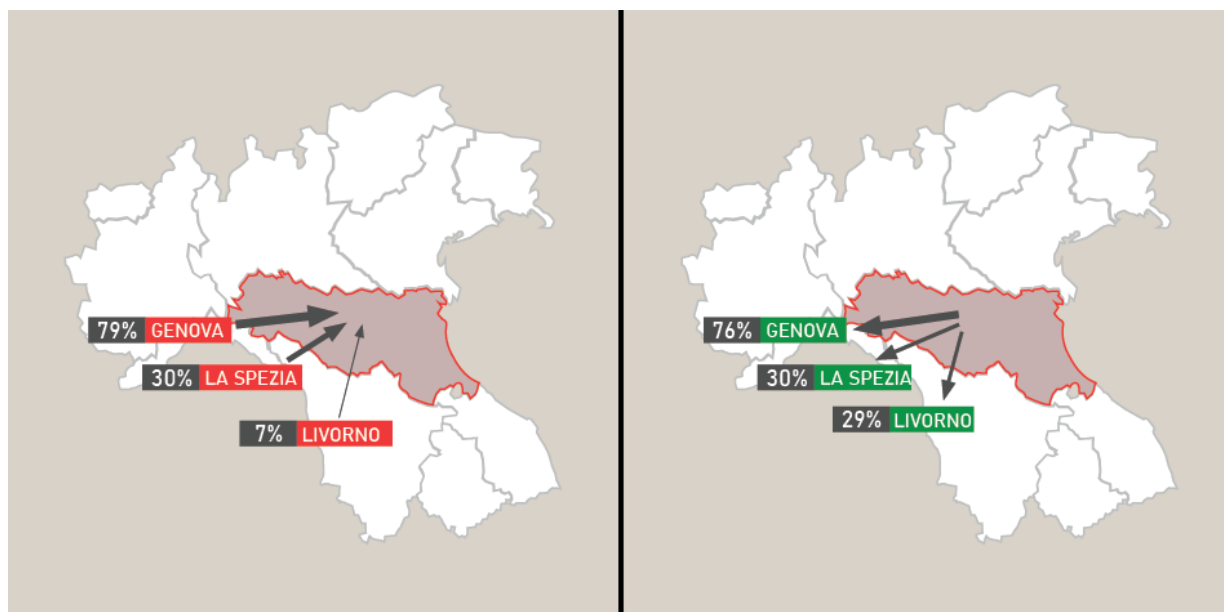 79% GENOVA
30% LA SPEZIA
7% LIVORNO
76% GENOVA
30% LA SPEZIA
29% LIVORNO